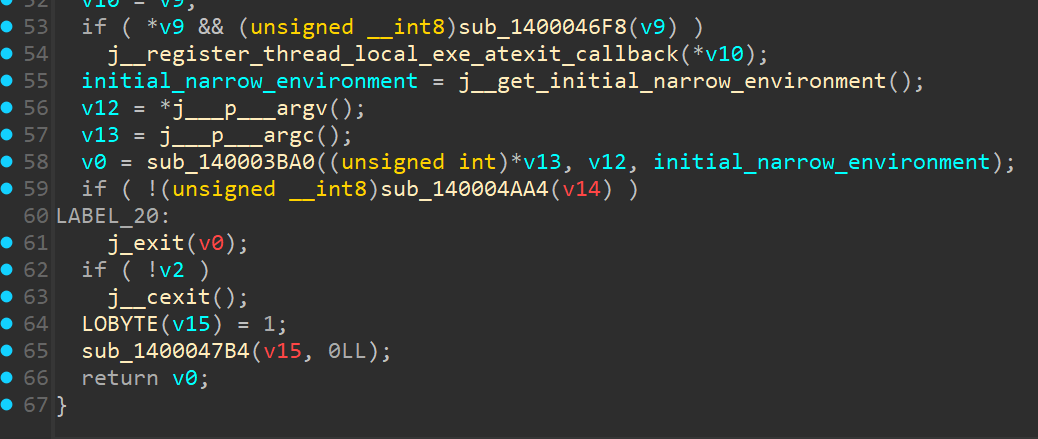 52 v10 = v9;
53 if ( *v9 && (unsigned __int8)sub_1400046F8(v9) )
54 j__register_thread_local_exe_atexit_callback(*v10);
55 initial_narrow_environment = j__get_initial_narrow_environment();
56 v12 = *j___p___argv();
57 v13 = j___p___argc();
58 v0 = sub_140003BA0((unsigned int)*v13, v12, initial_narrow_environment);
59 if ( !(unsigned __int8)sub_140004AA4(v14) )
60 LABEL_20:
61 j_exit(v0);
62 if ( !v2 )
63 j__cexit();
64 LOBYTE(v15) = 1;
65 sub_1400047B4(v15, 0LL);
66 return v0;
67 }